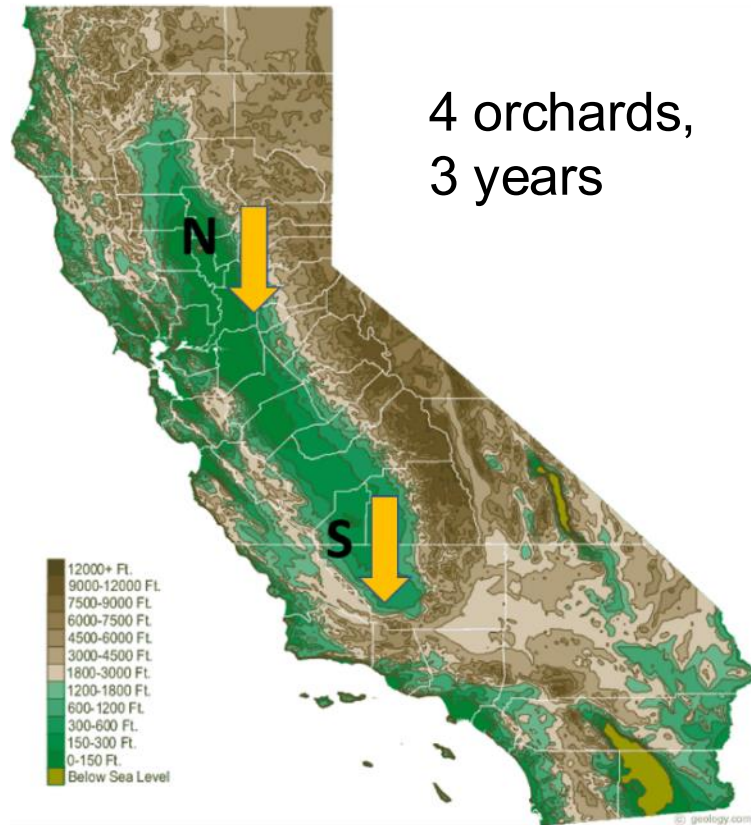 4 orchards,
3 years
N
S
12000+ Ft.
9000-12000 Ft.
7500-9000 Ft.
6000-7500 Ft.
4500-6000 Ft.
3000-4500 Ft.
1800-3000 Ft.
1200-1800 Ft.
600-1200 Ft.
300-600 Ft.
150-300 Ft.
0-150 Ft.
Below Sea Level
© geology.com